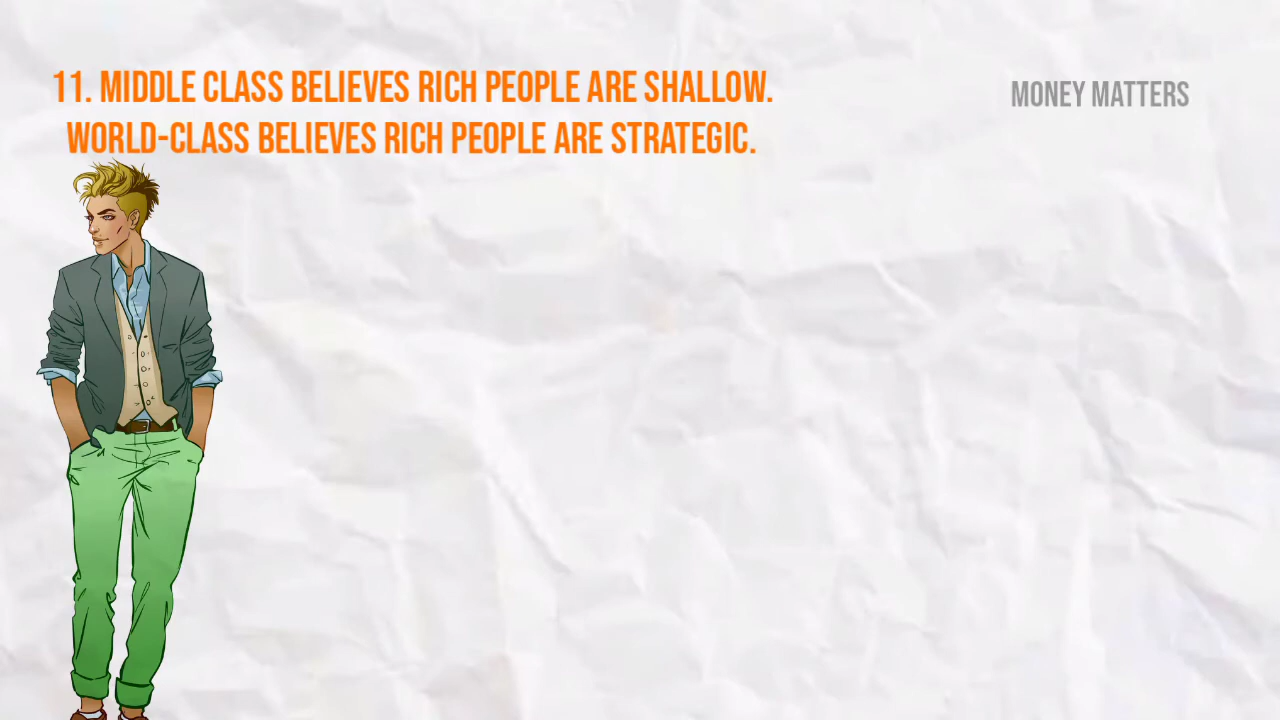 11. MIDDLE CLASS BELIEVES RICH PEOPLE ARE SHALLOW.
WORLD-CLASS BELIEVES RICH PEOPLE ARE STRATEGIC.
MONEY MATTERS